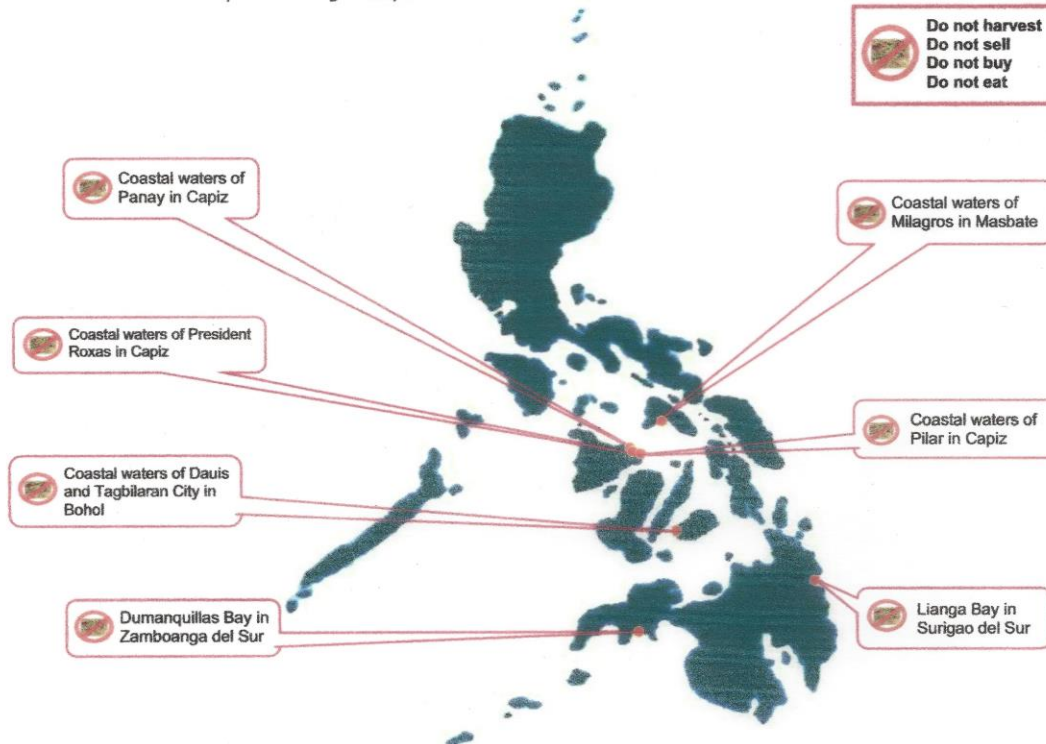 Do not harvest
Do not sell
Do not buy
Do not eat
Coastal waters of
Panay in Capiz
Coastal waters of
Milagros in Masbate
Coastal waters of President
Roxas in Capiz
Coastal waters of
Pilar in Capiz
Coastal waters of Dauis
and Tagbilaran City in
Bohol
Dumanquillas Bay in
Zamboanga del Sur
Lianga Bay in
Surigao del Sur